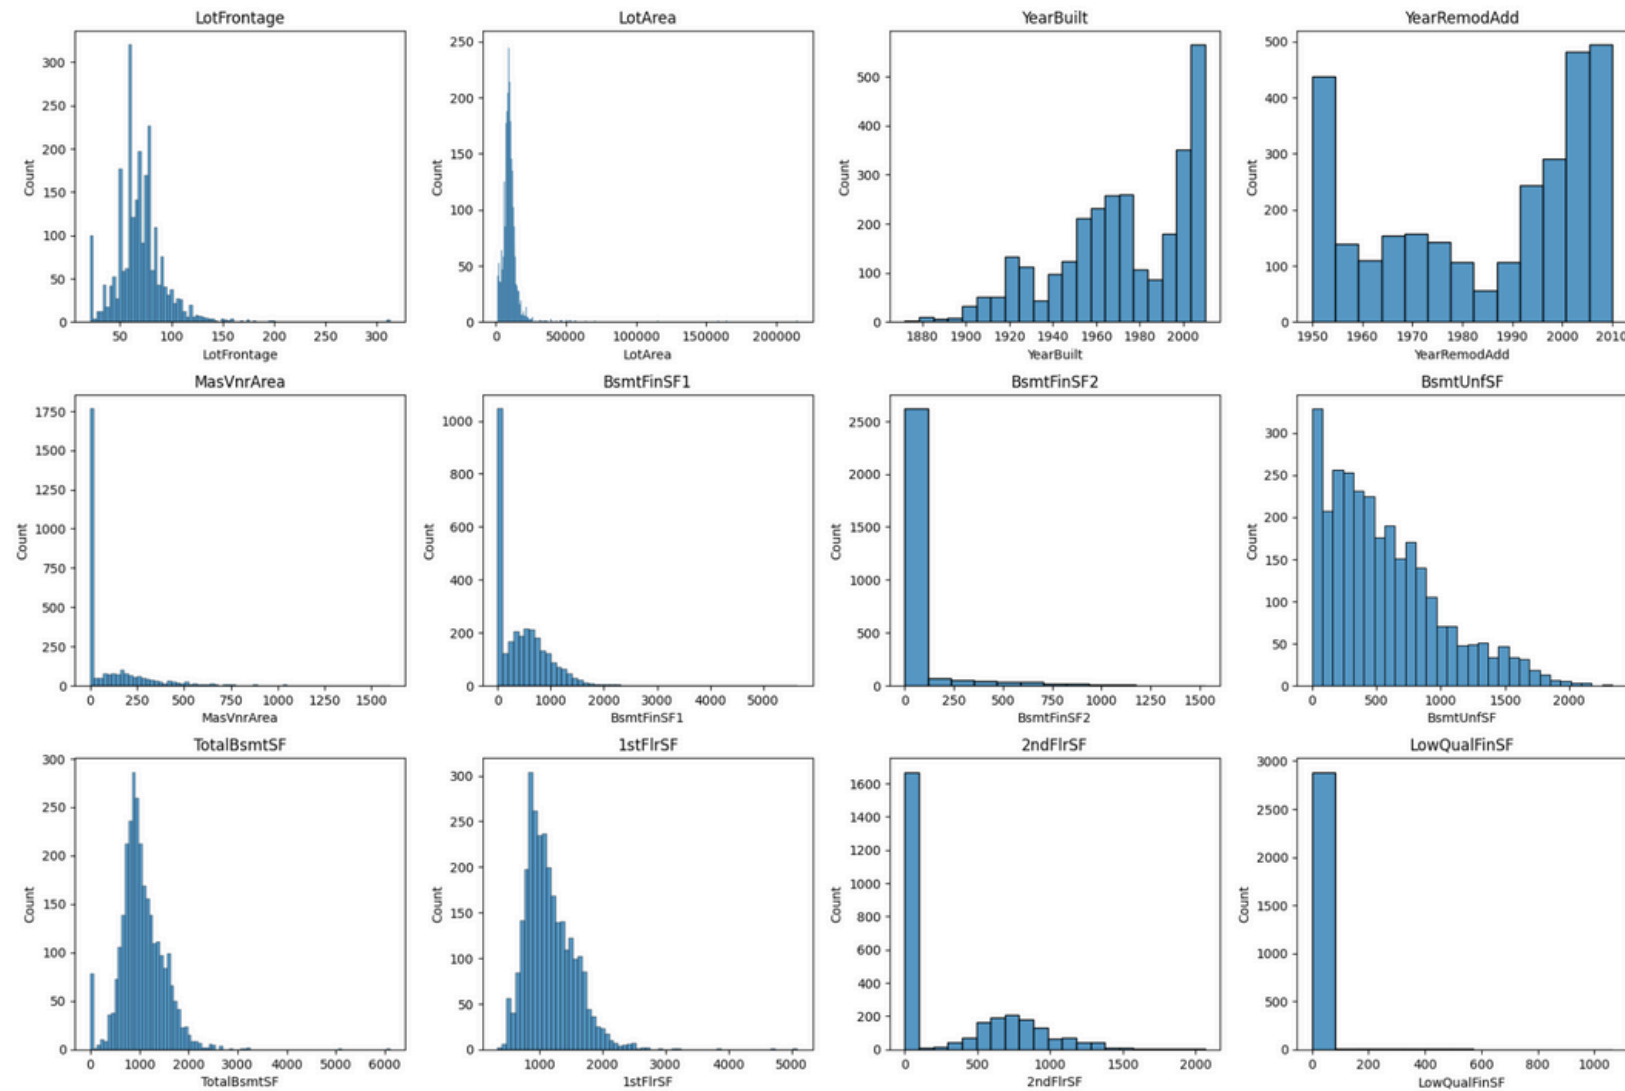 LotFrontage LotArea YearBuilt YearRemodAdd
300 250 200 150 100 50 0
Count
50 100 150 200 250 300
LotFrontage
250 200 150 100 50 0
Count
0 50000 100000 150000 200000
LotArea
500 400 300 200 100 0
Count
1880 1900 1920 1940 1960 1980 2000
YearBuilt
500 400 300 200 100 0
Count
1950 1960 1970 1980 1990 2000 2010
YearRemodAdd
MasVnrArea BsmtFinSF1 BsmtFinSF2 BsmtUnfSF
1750 1500 1250 1000 750 500 250 0
Count
0 250 500 750 1000 1250 1500
MasVnrArea
1000 800 600 400 200 0
Count
0 1000 2000 3000 4000 5000
BsmtFinSF1
2500 2000 1500 1000 500 0
Count
0 250 500 750 1000 1250 1500
BsmtFinSF2
300 250 200 150 100 50 0
Count
0 500 1000 1500 2000
BsmtUnfSF
TotalBsmtSF 1stFlrSF 2ndFlrSF LowQualFinSF
300 250 200 150 100 50 0
Count
0 1000 2000 3000 4000 5000 6000
TotalBsmtSF
300 250 200 150 100 50 0
Count
1000 2000 3000 4000 5000
1stFlrSF
1600 1400 1200 1000 800 600 400 200 0
Count
0 500 1000 1500 2000
2ndFlrSF
3000 2500 2000 1500 1000 500 0
Count
0 200 400 600 800 1000
LowQualFinSF